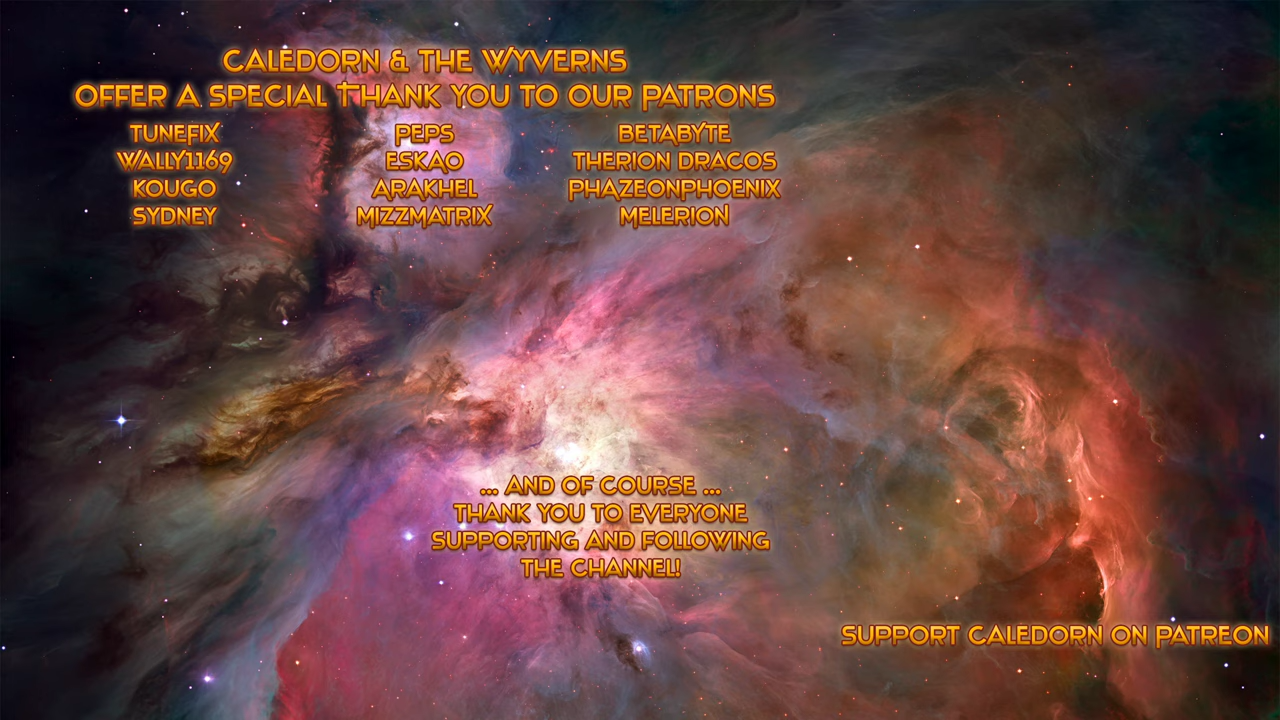 CALEDORN & THE WYVERNS
OFFER A SPECIAL THANK YOU TO OUR PATRONS
TUNEFIX PEPS BETABYTE
WALLY1169 ESKAO THERION DRACOS
KOUGO ARAKHEL PHAZEONPHOENIX
SYDNEY MIZZMATRIX MELERION
... AND OF COURSE ...
THANK YOU TO EVERYONE
SUPPORTING AND FOLLOWING
THE CHANNEL!
SUPPORT CALEDORN ON PATREON